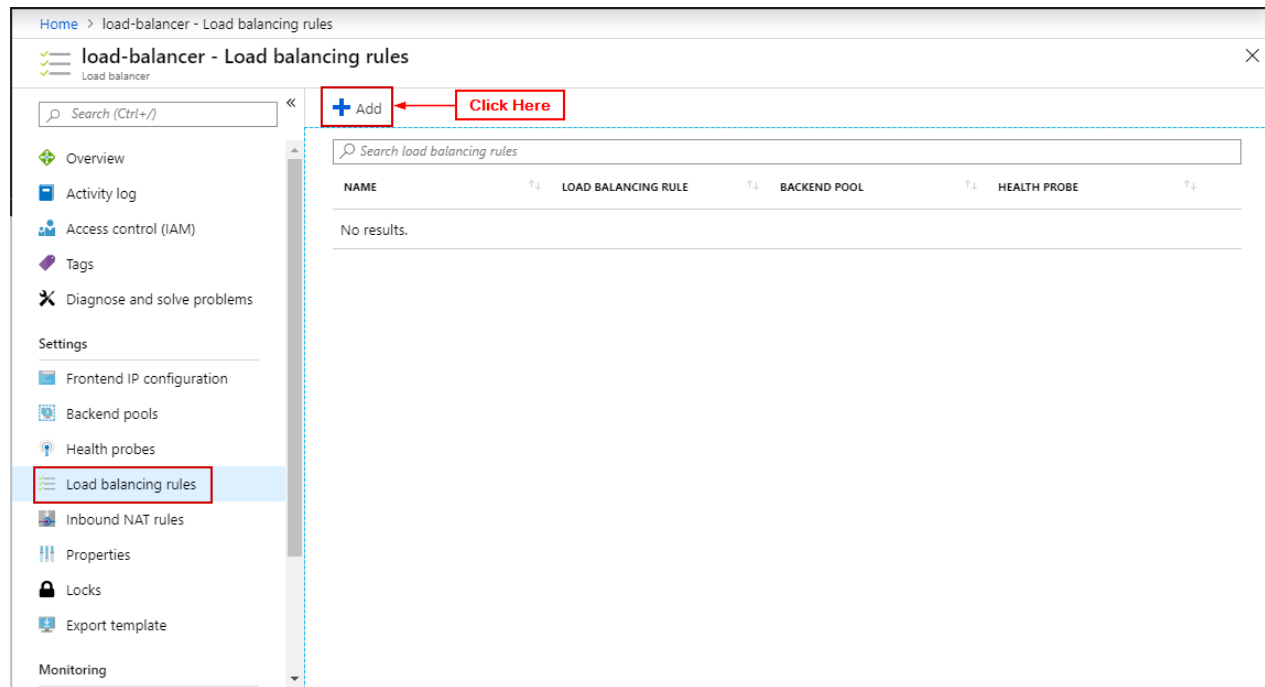 Home > load-balancer - Load balancing rules
load-balancer - Load balancing rules
Load balancer
Search (Ctrl+/)
Overview
Activity log
Access control (IAM)
Tags
Diagnose and solve problems
Settings
Frontend IP configuration
Backend pools
Health probes
Load balancing rules
Inbound NAT rules
Properties
Locks
Export template
Monitoring
Add
Click Here
Search load balancing rules
NAME LOAD BALANCING RULE BACKEND POOL HEALTH PROBE
No results.